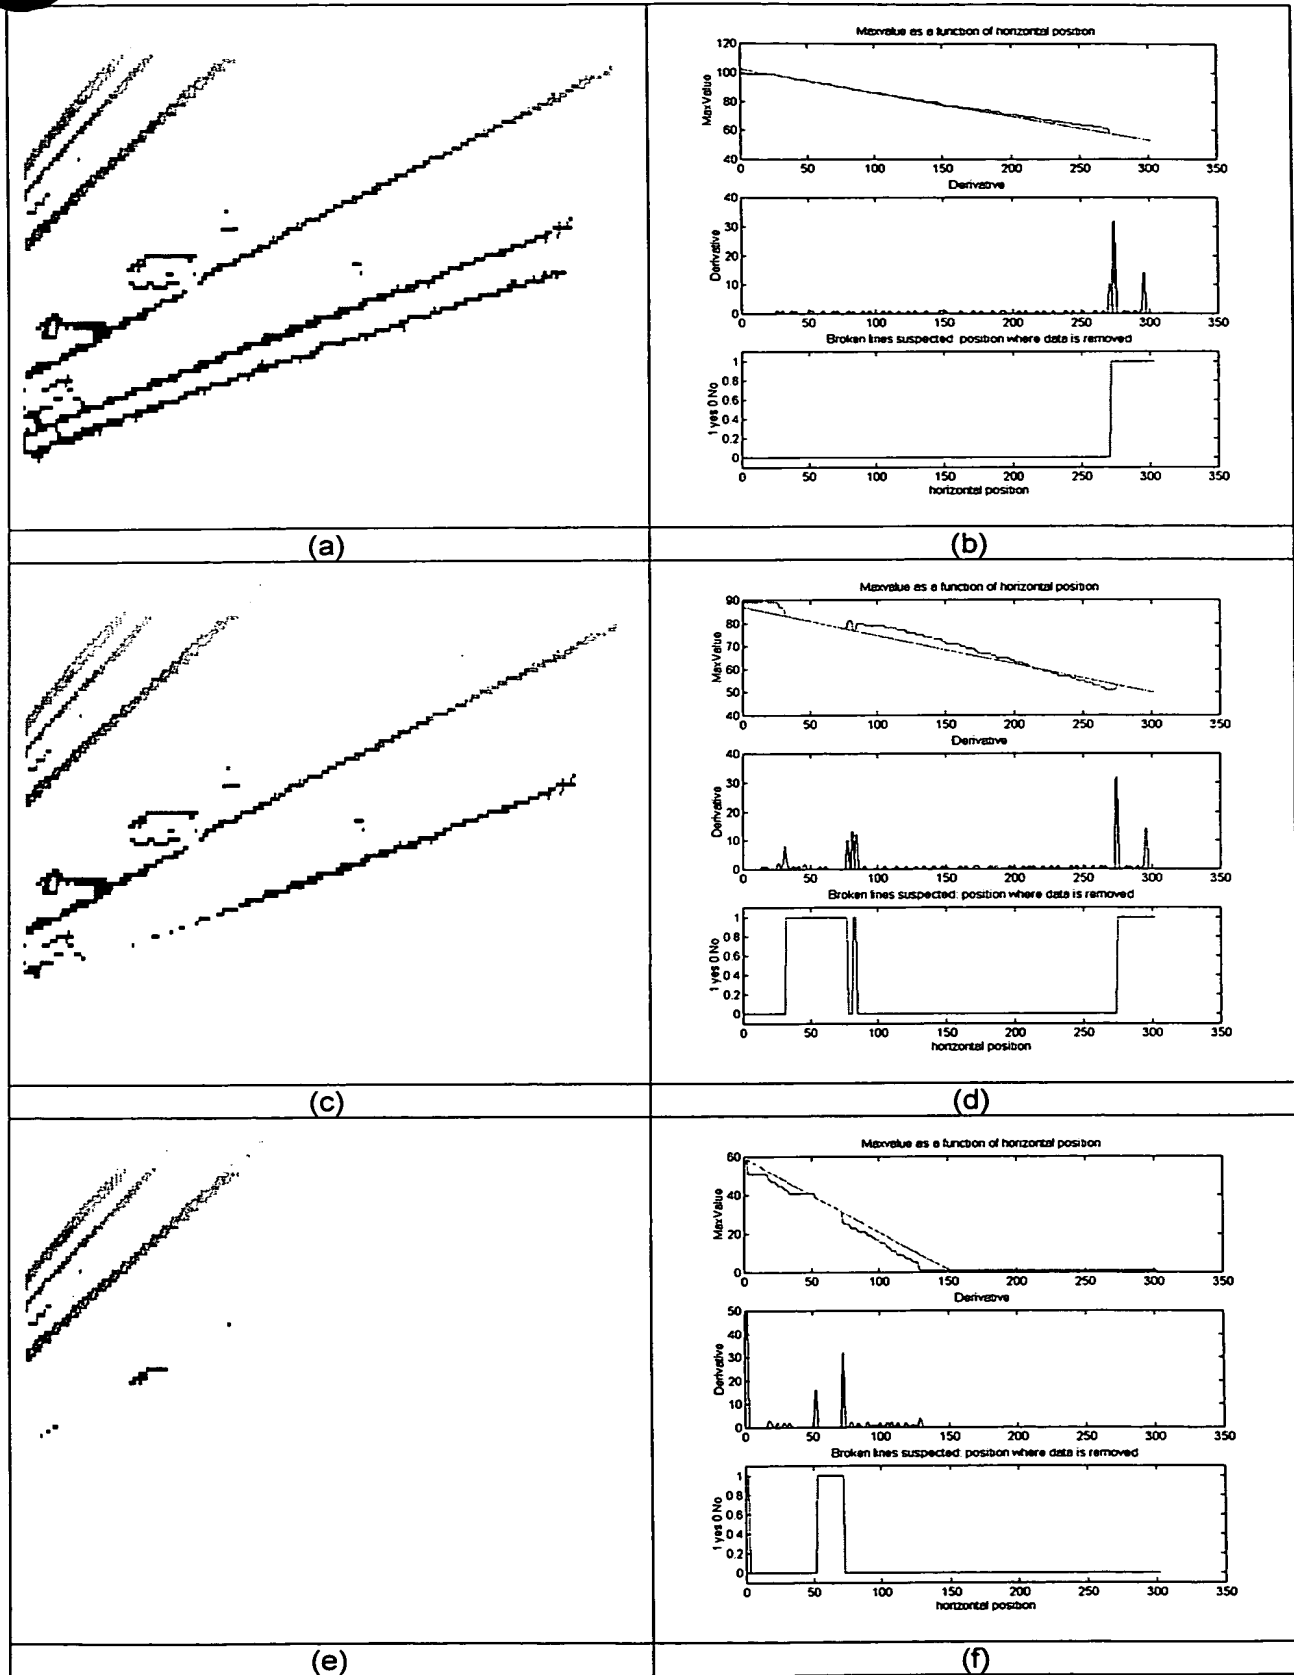 Maxvalue as a function of horizontal position
120
100
80
60
40
MaxValue
0 50 100 150 200 250 300 350
Derivative
40
30
20
10
0
Derivative
0 50 100 150 200 250 300 350
Broken lines suspected: position where data is removed
1
0.8
0.6
0.4
0.2
0
1 yes 0 No
0 50 100 150 200 250 300 350
horizontal position
(a) (b)
Maxvalue as a function of horizontal position
90
80
70
60
50
40
MaxValue
0 50 100 150 200 250 300 350
Derivative
40
30
20
10
0
Derivative
0 50 100 150 200 250 300 350
Broken lines suspected: position where data is removed
1
0.8
0.6
0.4
0.2
0
1 yes 0 No
0 50 100 150 200 250 300 350
horizontal position
(c) (d)
Maxvalue as a function of horizontal position
60
40
20
0
MaxValue
0 50 100 150 200 250 300 350
Derivative
50
40
30
20
10
0
Derivative
0 50 100 150 200 250 300 350
Broken lines suspected: position where data is removed
1
0.8
0.6
0.4
0.2
0
1 yes 0 No
0 50 100 150 200 250 300 350
horizontal position
(e) (f)